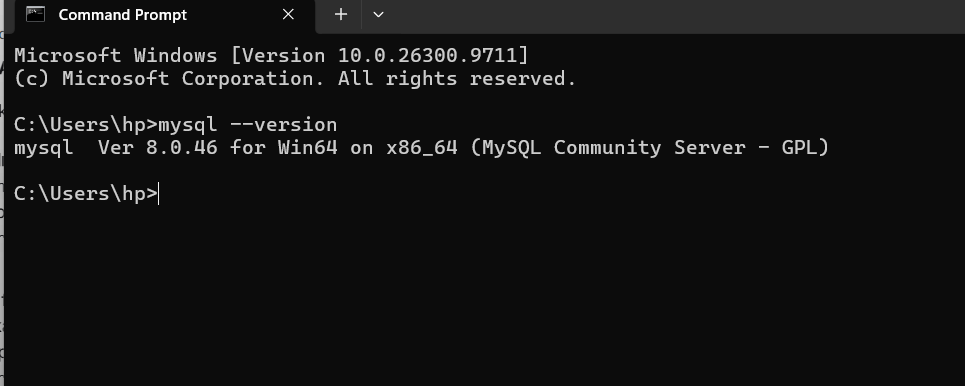 Command Prompt
Microsoft Windows [Version 10.0.26300.9711]
(c) Microsoft Corporation. All rights reserved.
C:\Users\hp>mysql --version
mysql  Ver 8.0.46 for Win64 on x86_64 (MySQL Community Server - GPL)
C:\Users\hp>